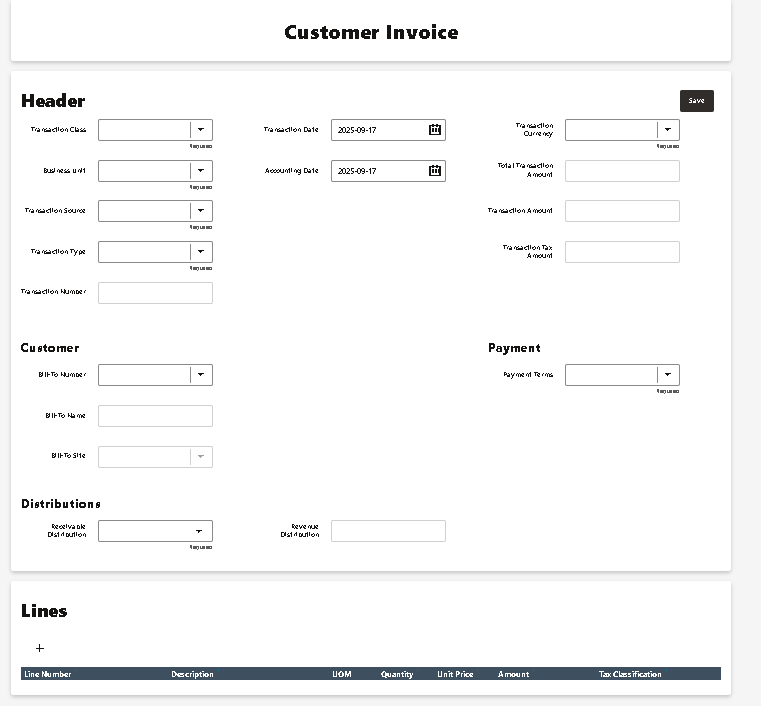 Customer Invoice
Header
Save
Transaction Class
Required
Transaction Date
2025-09-17
Transaction
Currency
Required
Business Unit
Required
Accounting Date
2025-09-17
Total Transaction
Amount
Transaction Source
Required
Transaction Amount
Transaction Type
Required
Transaction Tax
Amount
Transaction Number
Customer
Payment
Bill-To Number
Payment Terms
Required
Bill-To Name
Bill-To Site
Distributions
Receivable
Distribution
Required
Revenue
Distribution
Lines
+
Line Number Description UOM Quantity Unit Price Amount Tax Classification